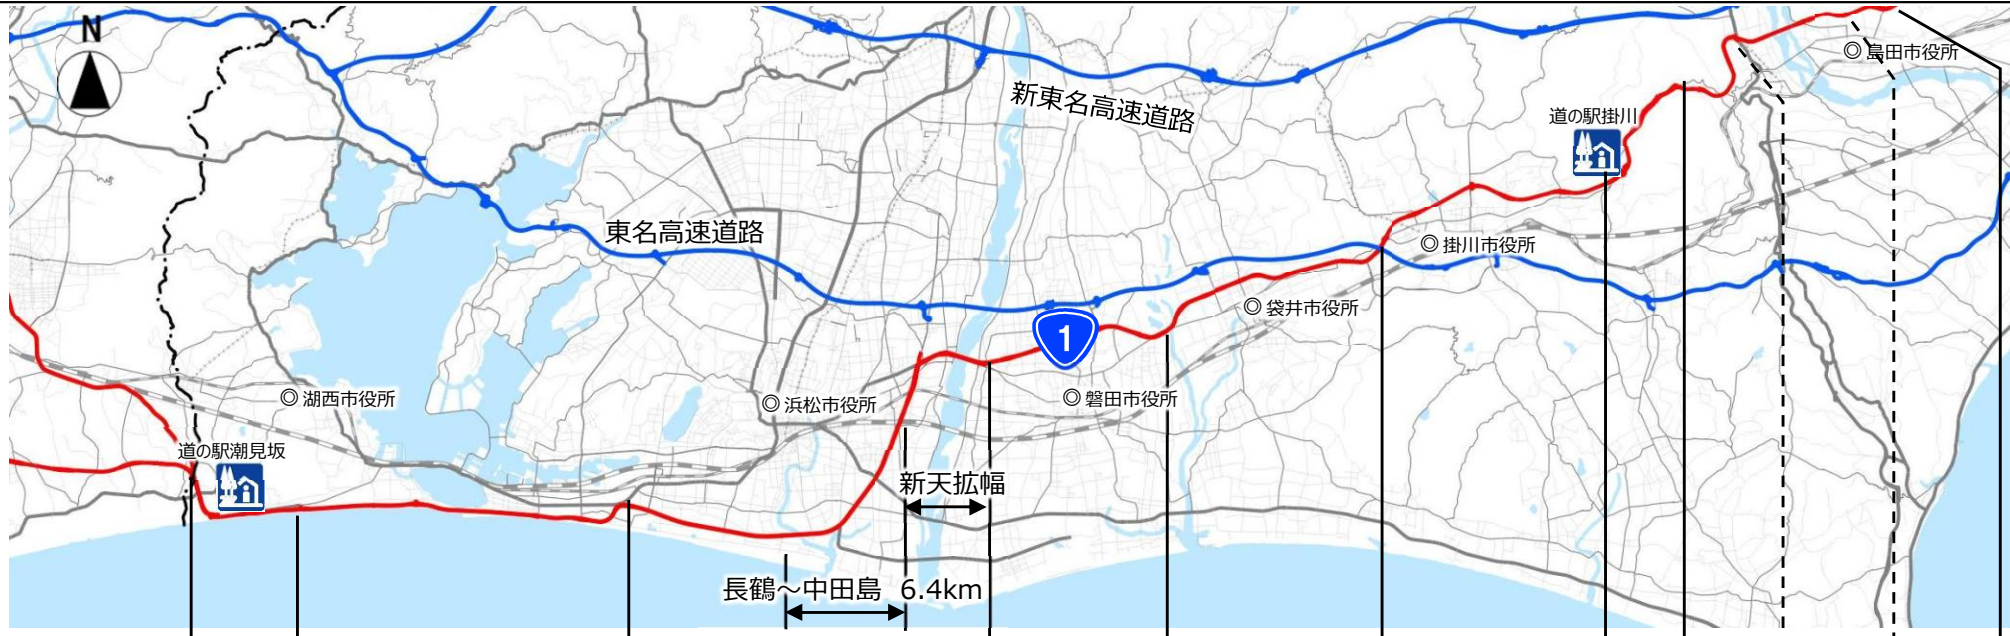 N
◎島田市役所
新東名高速道路
道の駅掛川
東名高速道路
◎掛川市役所
◎袋井市役所
1
◎湖西市役所
◎浜松市役所
◎磐田市役所
道の駅潮見坂
新天拡幅
長鶴～中田島 6.4km